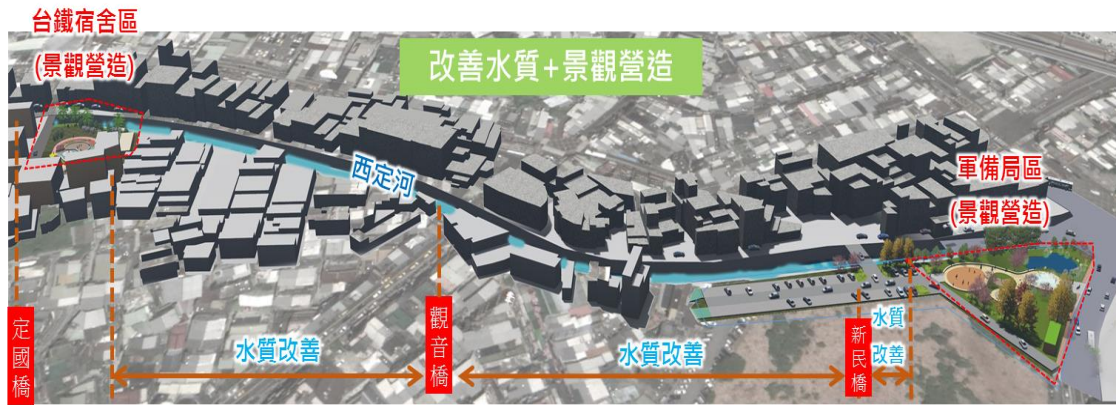 台鐵宿舍區
(景觀營造)
改善水質+景觀營造
西定河
軍備局區
(景觀營造)
定國橋
水質改善
觀音橋
水質改善
新民橋
水質
改善